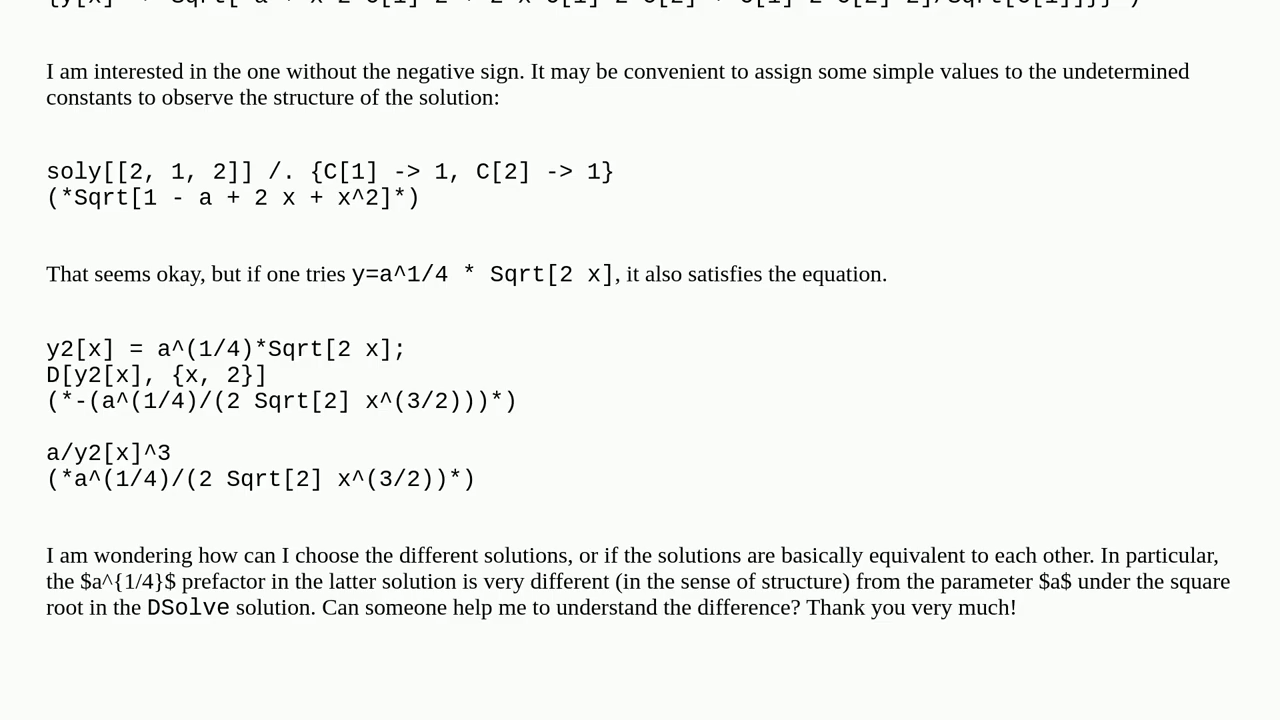 I am interested in the one without the negative sign. It may be convenient to assign some simple values to the undetermined
constants to observe the structure of the solution:
soly[[2, 1, 2]] /. {C[1] -> 1, C[2] -> 1}
(*Sqrt[1 - a + 2 x + x^2]*)
That seems okay, but if one tries y=a^1/4 * Sqrt[2 x], it also satisfies the equation.
y2[x] = a^(1/4)*Sqrt[2 x];
D[y2[x], {x, 2}]
(*-(a^(1/4)/(2 Sqrt[2] x^(3/2)))*)
a/y2[x]^3
(*a^(1/4)/(2 Sqrt[2] x^(3/2))*)
I am wondering how can I choose the different solutions, or if the solutions are basically equivalent to each other. In particular,
the $a^{1/4}$ prefactor in the latter solution is very different (in the sense of structure) from the parameter $a$ under the square
root in the DSolve solution. Can someone help me to understand the difference? Thank you very much!